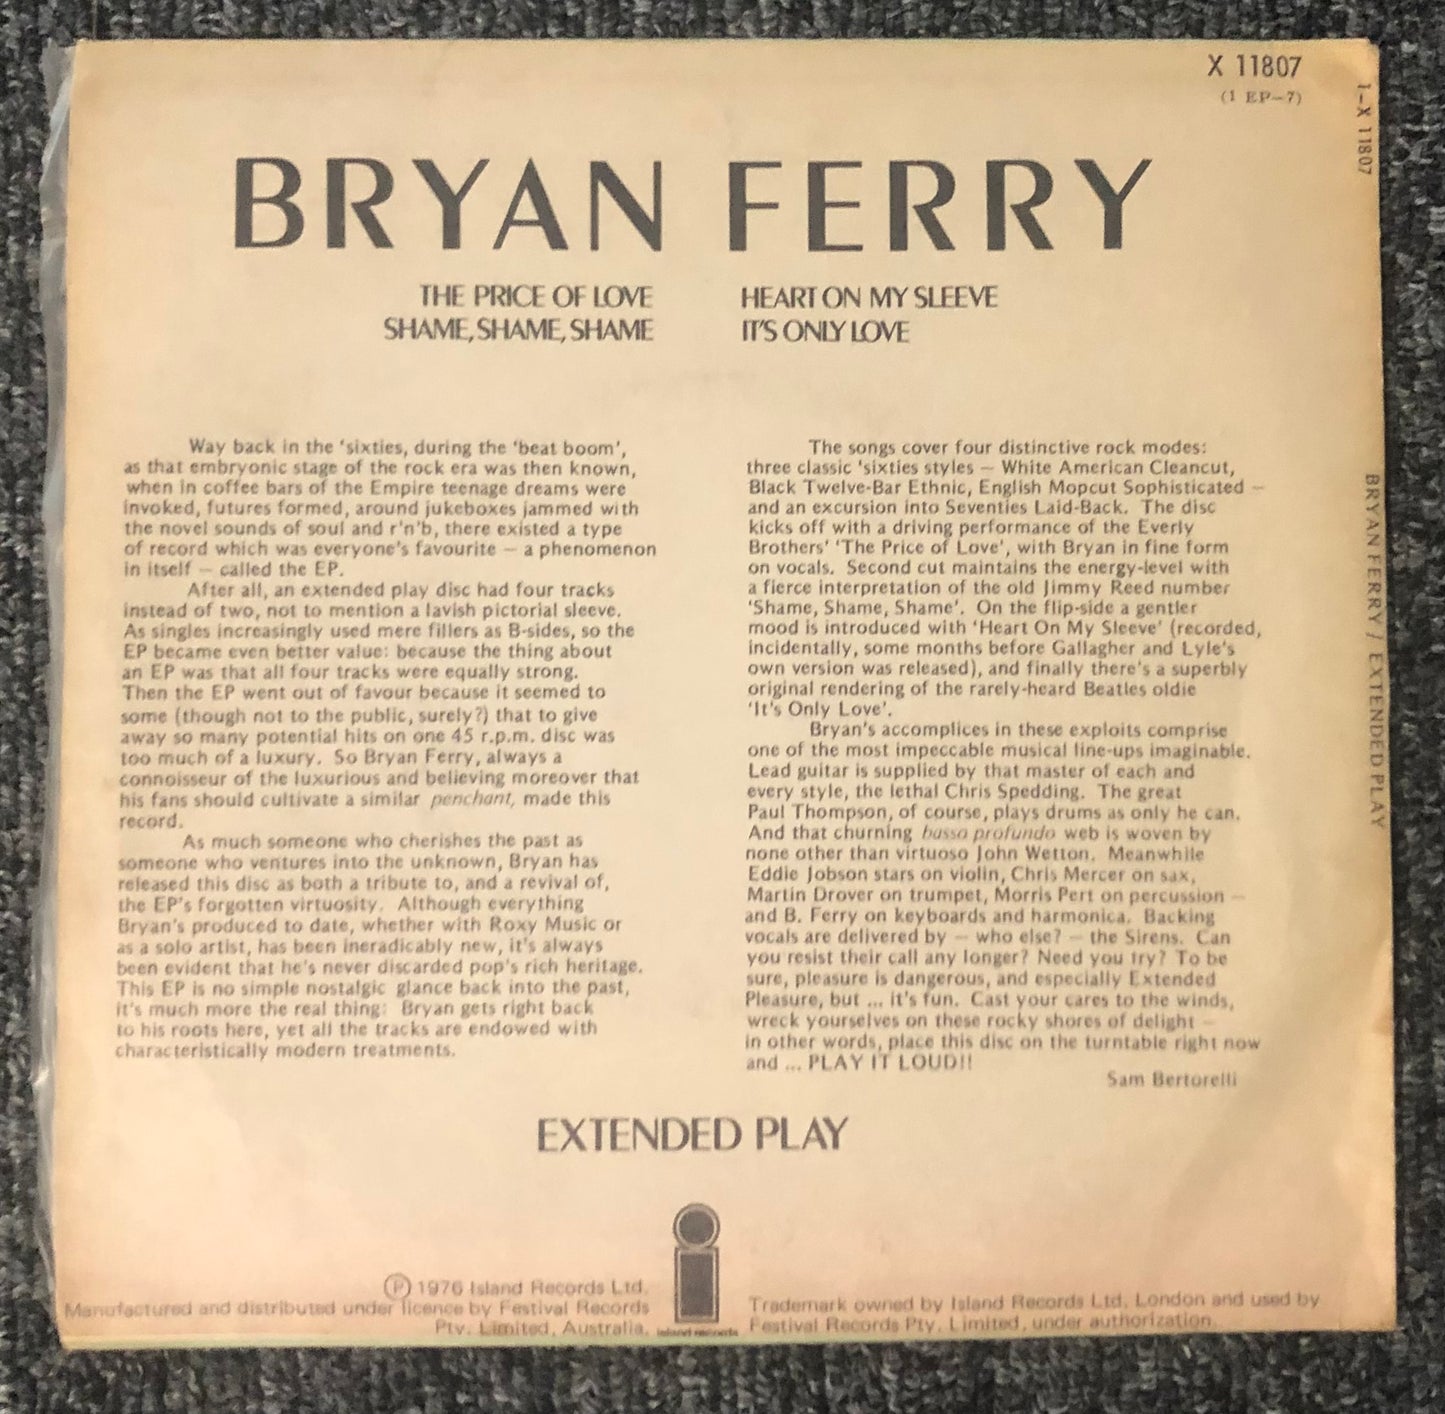 X 11807
(1 EP-7)
1-X 11807
BRYAN FERRY
THE PRICE OF LOVE
SHAME, SHAME, SHAME
HEART ON MY SLEEVE
IT'S ONLY LOVE
Way back in the 'sixties, during the 'beat boom',
as that embryonic stage of the rock era was then known,
when in coffee bars of the Empire teenage dreams were
invoked, futures formed, around jukeboxes jammed with
the novel sounds of soul and r'n'b, there existed a type
of record which was everyone's favourite — a phenomenon
in itself — called the EP.
After all, an extended play disc had four tracks
instead of two, not to mention a lavish pictorial sleeve.
As singles increasingly used mere fillers as B-sides, so the
EP became even better value: because the thing about
an EP was that all four tracks were equally strong.
Then the EP went out of favour because it seemed to
some (though not to the public, surely?) that to give
away so many potential hits on one 45 r.p.m. disc was
too much of a luxury. So Bryan Ferry, always a
connoisseur of the luxurious and believing moreover that
his fans should cultivate a similar penchant, made this
record.
As much someone who cherishes the past as
someone who ventures into the unknown, Bryan has
released this disc as both a tribute to, and a revival of,
the EP's forgotten virtuosity. Although everything
Bryan's produced to date, whether with Roxy Music or
as a solo artist, has been ineradicably new, it's always
been evident that he's never discarded pop's rich heritage.
This EP is no simple nostalgic glance back into the past,
it's much more the real thing: Bryan gets right back
to his roots here, yet all the tracks are endowed with
characteristically modern treatments.
The songs cover four distinctive rock modes:
three classic 'sixties styles — White American Cleancut,
Black Twelve-Bar Ethnic, English Mopcut Sophisticated —
and an excursion into Seventies Laid-Back. The disc
kicks off with a driving performance of the Everly
Brothers' 'The Price of Love', with Bryan in fine form
on vocals. Second cut maintains the energy-level with
a fierce interpretation of the old Jimmy Reed number
'Shame, Shame, Shame'. On the flip-side a gentler
mood is introduced with 'Heart On My Sleeve' (recorded,
incidentally, some months before Gallagher and Lyle's
own version was released), and finally there's a superbly
original rendering of the rarely-heard Beatles oldie
'It's Only Love'.
Bryan's accomplices in these exploits comprise
one of the most impeccable musical line-ups imaginable.
Lead guitar is supplied by that master of each and
every style, the lethal Chris Spedding. The great
Paul Thompson, of course, plays drums as only he can.
And that churning basso profundo web is woven by
none other than virtuoso John Wetton. Meanwhile
Eddie Jobson stars on violin, Chris Mercer on sax,
Martin Drover on trumpet, Morris Pert on percussion —
and B. Ferry on keyboards and harmonica. Backing
vocals are delivered by — who else? — the Sirens. Can
you resist their call any longer? Need you try? To be
sure, pleasure is dangerous, and especially Extended
Pleasure, but ... it's fun. Cast your cares to the winds,
wreck yourselves on these rocky shores of delight —
in other words, place this disc on the turntable right now
and ... PLAY IT LOUD!!
Sam Bertorelli
BRYAN FERRY / EXTENDED PLAY
EXTENDED PLAY
Ⓟ 1976 Island Records Ltd.
Manufactured and distributed under licence by Festival Records
Pty. Limited, Australia.
island records
Trademark owned by Island Records Ltd. London and used by
Festival Records Pty. Limited, under authorization.